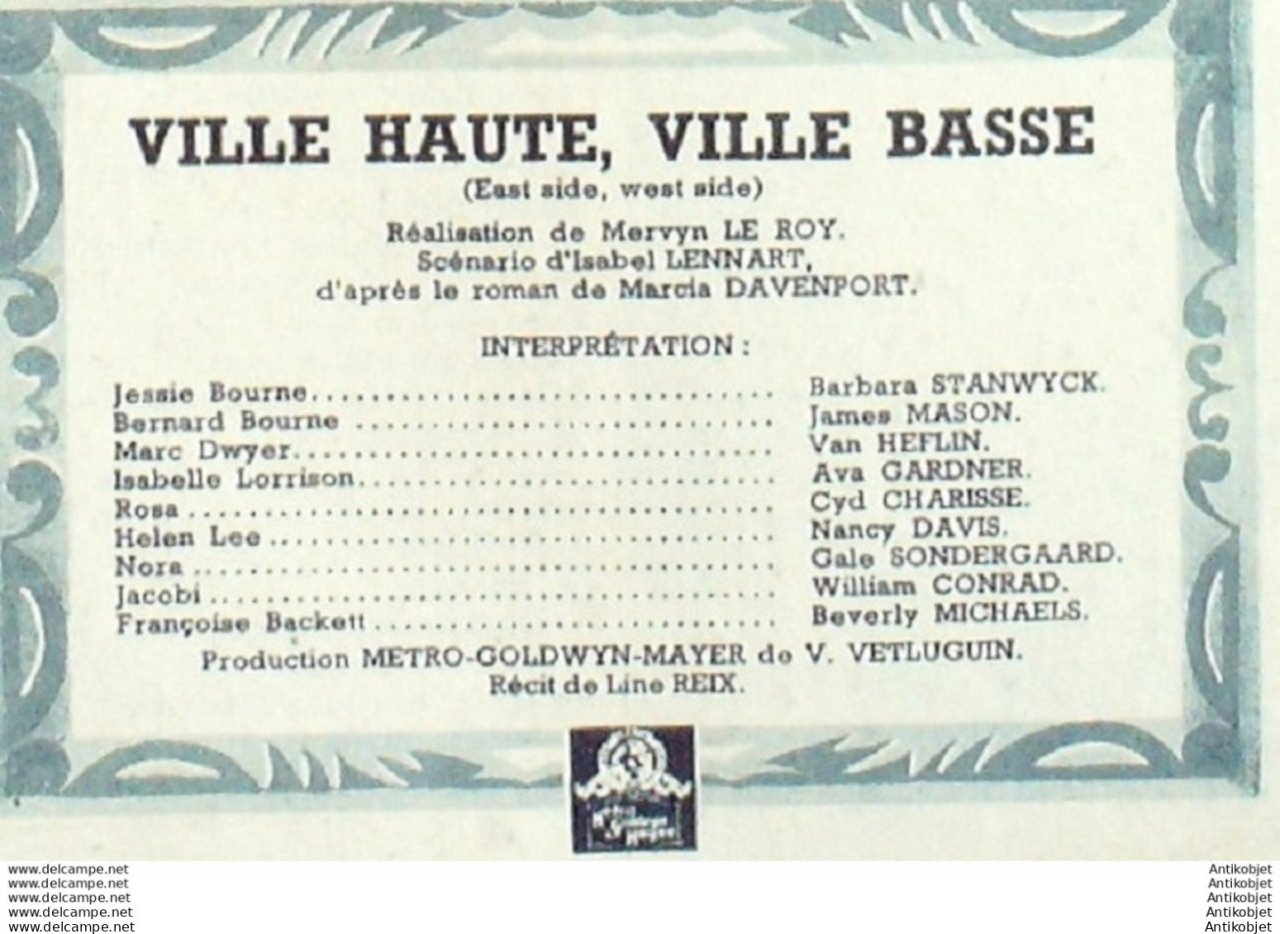 VILLE HAUTE, VILLE BASSE
(East side, west side)
Réalisation de Mervyn LE ROY.
Scénario d'Isabel LENNART,
d'après le roman de Marcia DAVENPORT.
INTERPRÉTATION :
Jessie Bourne........................................ Barbara STANWYCK.
Bernard Bourne .................................... James MASON.
Marc Dwyer.......................................... Van HEFLIN.
Isabelle Lorrison.................................... Ava GARDNER.
Rosa .................................................. Cyd CHARISSE.
Helen Lee ........................................... Nancy DAVIS.
Nora .................................................. Gale SONDERGAARD.
Jacobi ................................................ William CONRAD.
Françoise Backett.................................. Beverly MICHAELS.
Production METRO-GOLDWYN-MAYER de V. VETLUGUIN.
Récit de Line REIX.
Metro
Goldwyn
Mayer
www.delcampe.net
www.delcampe.net
www.delcampe.net
www.delcampe.net
www.delcampe.net
Antikobjet
Antikobjet
Antikobjet
Antikobjet
Antikobjet